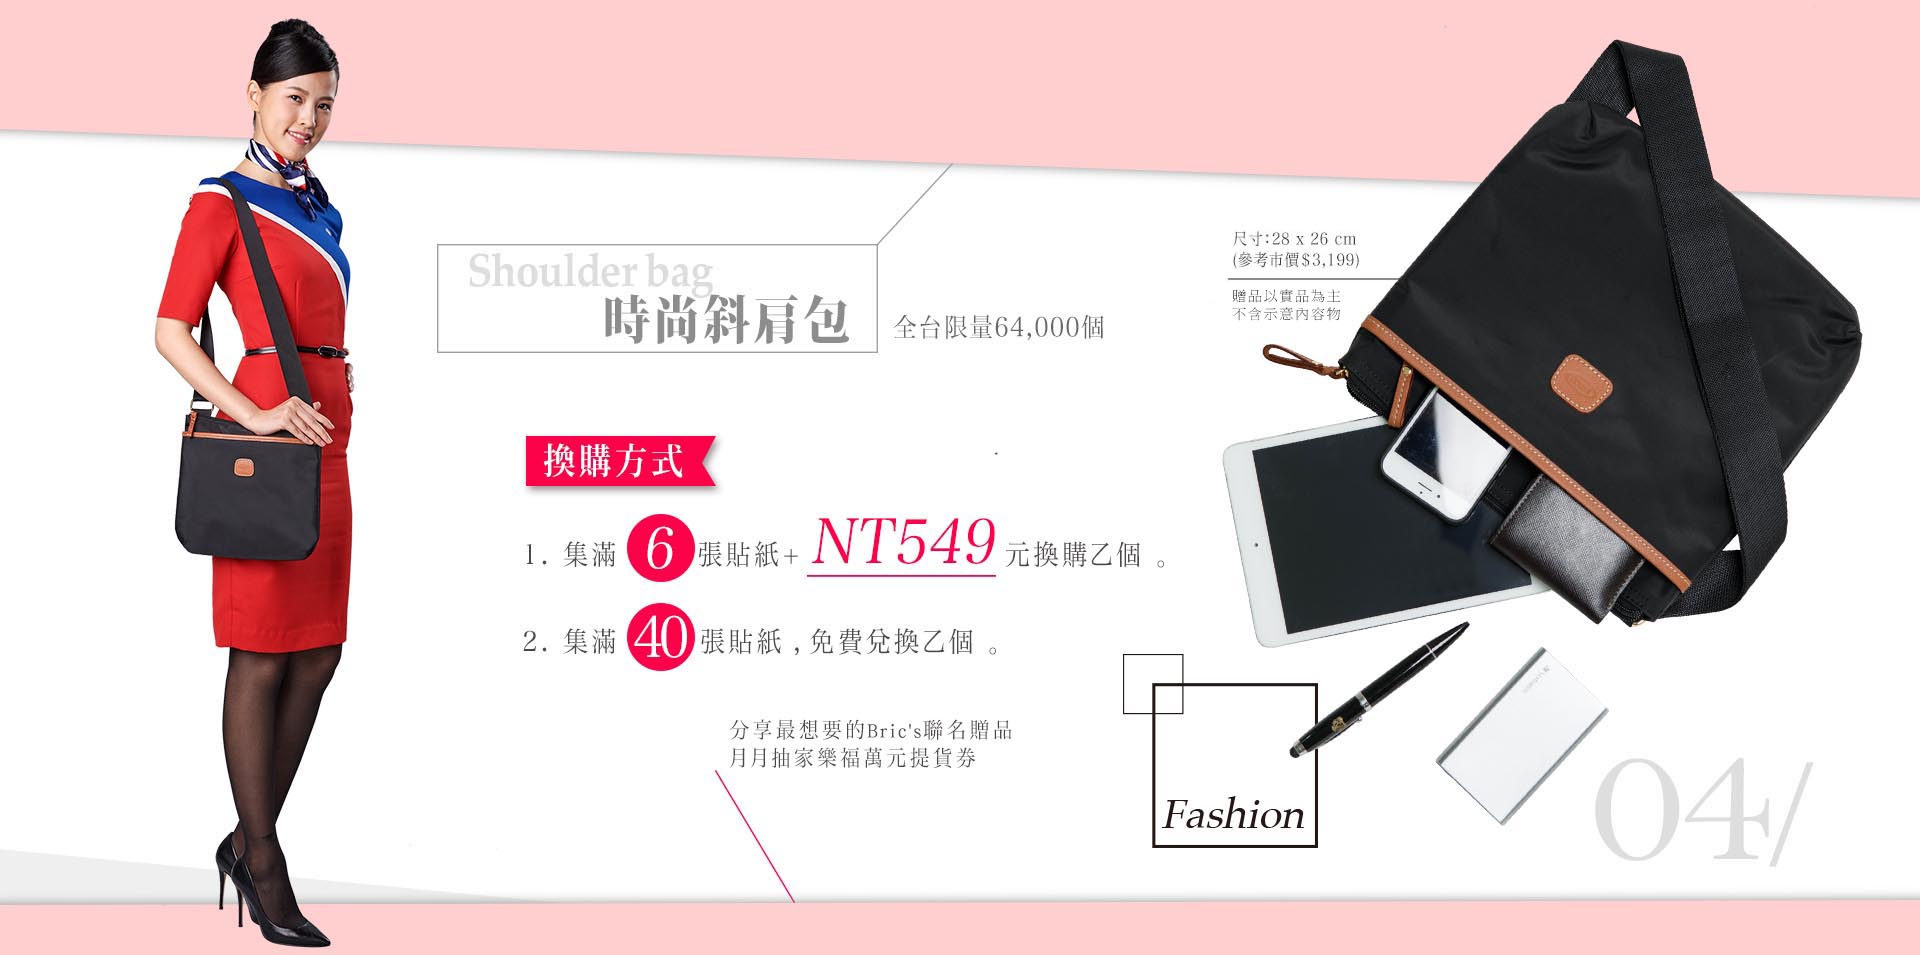 Shoulder bag
時尚斜肩包
全台限量64,000個
尺寸:28 x 26 cm
(參考市價$3,199)
贈品以實品為主
不含示意內容物
換購方式
1. 集滿 6 張貼紙+ NT549 元換購乙個 。
2. 集滿 40 張貼紙 , 免費兌換乙個 。
分享最想要的Bric's聯名贈品
月月抽家樂福萬元提貨券
Fashion
04/